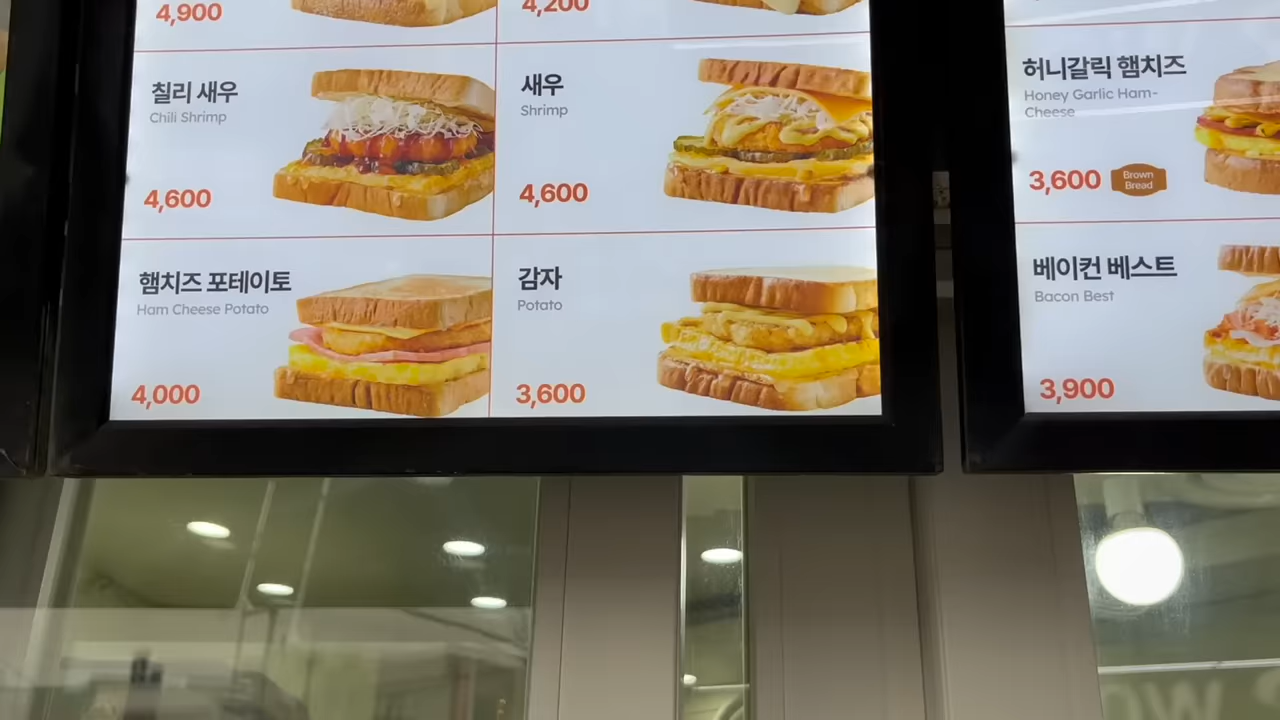 4,900
4,200
칠리 새우
Chili Shrimp
4,600
새우
Shrimp
4,600
햄치즈 포테이토
Ham Cheese Potato
4,000
감자
Potato
3,600
허니갈릭 햄치즈
Honey Garlic Ham-
Cheese
3,600
Brown
Bread
베이컨 베스트
Bacon Best
3,900